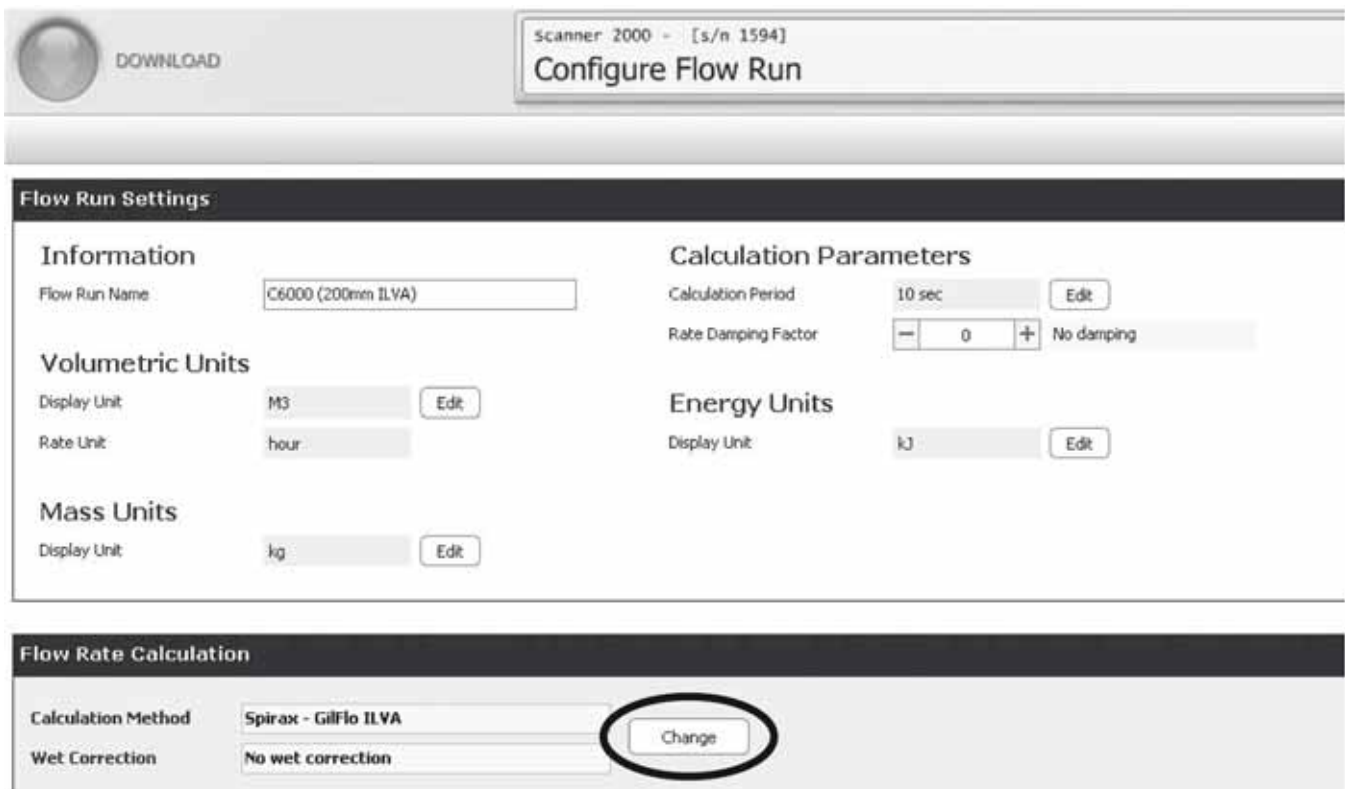 DOWNLOAD
Scanner 2000 - [s/n 1594]
Configure Flow Run
Flow Run Settings
Information
Flow Run Name C6000 (200mm ILVA)
Volumetric Units
Display Unit M3 Edit
Rate Unit hour
Mass Units
Display Unit kg Edit
Calculation Parameters
Calculation Period 10 sec Edit
Rate Damping Factor − 0 + No damping
Energy Units
Display Unit kJ Edit
Flow Rate Calculation
Calculation Method Spirax - GilFlo ILVA
Wet Correction No wet correction
Change